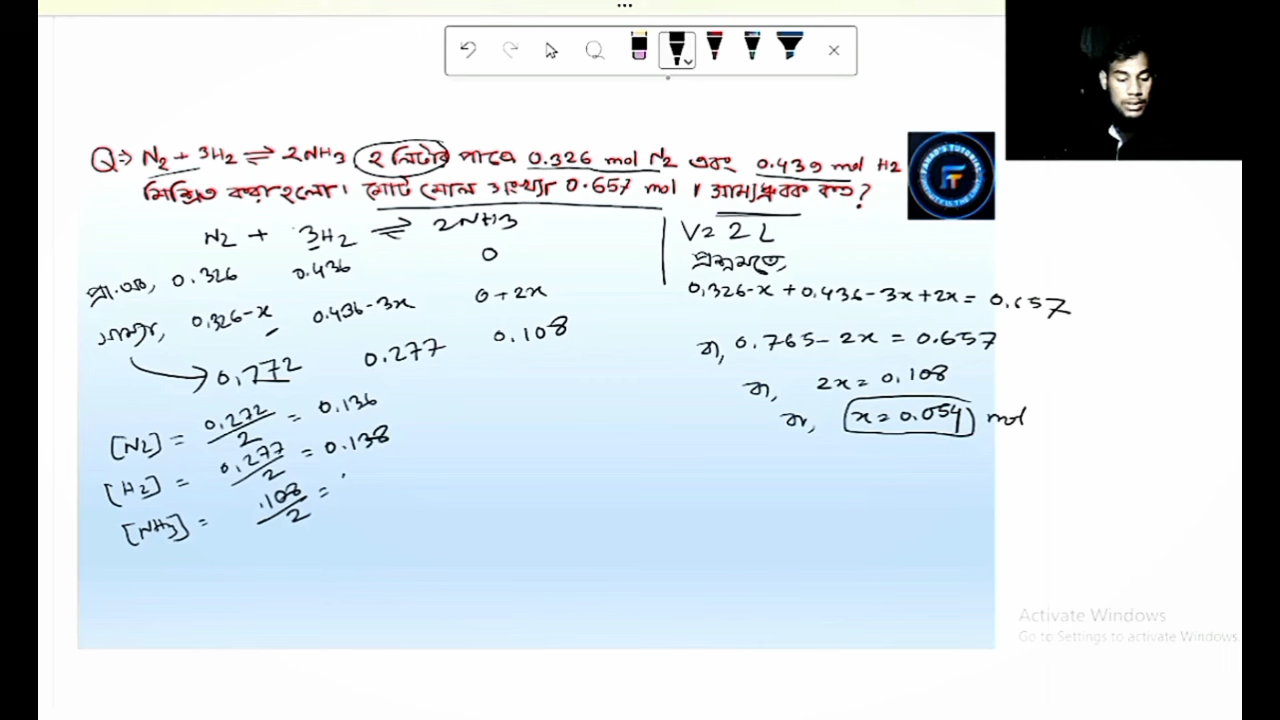 Q:→ N2 + 3H2 ⇌ 2NH3 ২ লিটার পাত্রে 0.326 mol N2 এবং 0.439 mol H2
মিশ্রিত করা হলো। মোট মোল সংখ্যা 0.657 mol । সাম্যধ্রুবক কত?
N2 + 3H2 ⇌ 2NH3
প্রা.অব, 0.326 0.436 0
সাম্য, 0.326-x 0.436-3x 0+2x
0.272 0.277 0.108
[N2] = 0.272/2 = 0.136
[H2] = 0.277/2 = 0.138
[NH3] = .108/2 =
V= 2 L
প্রশ্নমতে,
0.326-x + 0.436-3x + 2x = 0.657
বা, 0.765 - 2x = 0.657
বা, 2x = 0.108
বা, x = 0.054 mol
Activate Windows
Go to Settings to activate Windows.